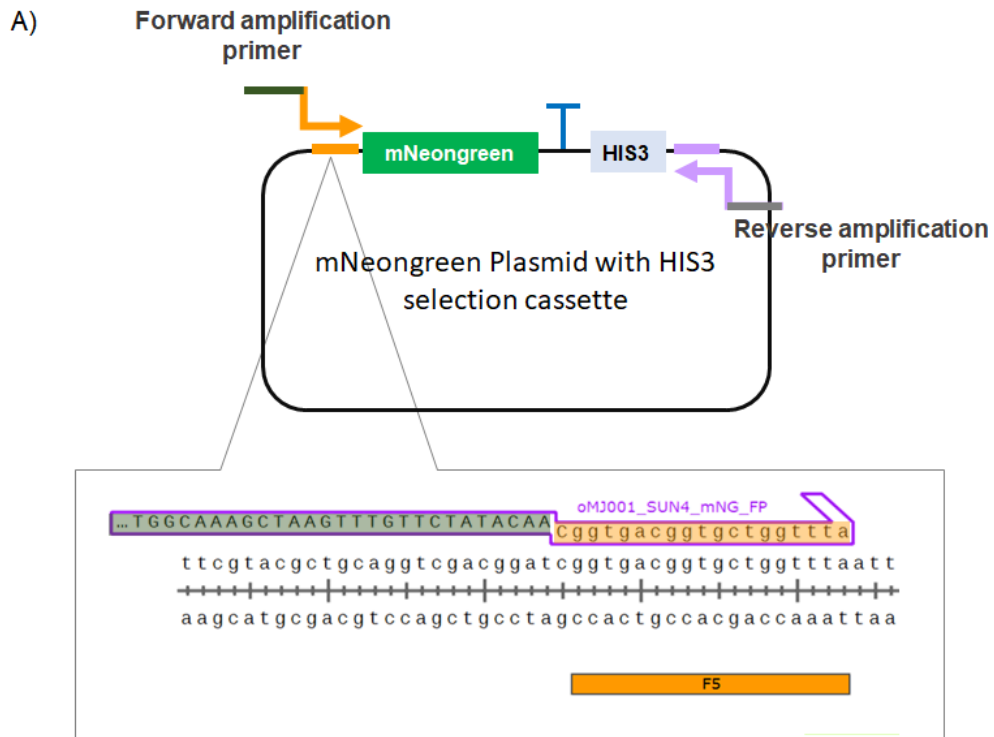 A)
Forward amplification
primer
mNeongreen
HIS3
Reverse amplification
primer
mNeongreen Plasmid with HIS3
selection cassette
oMJ001_SUN4_mNG_FP
...TGGCAAAGCTAAGTTTGTTCTATACAA
cggtgacggtgctggttta
ttcgtacgctgcaggtcgacggatcggtgacggtgctggtttaatt
aagcatgcgacgtccagctgcctagccactgccacgaccaaattaa
F5